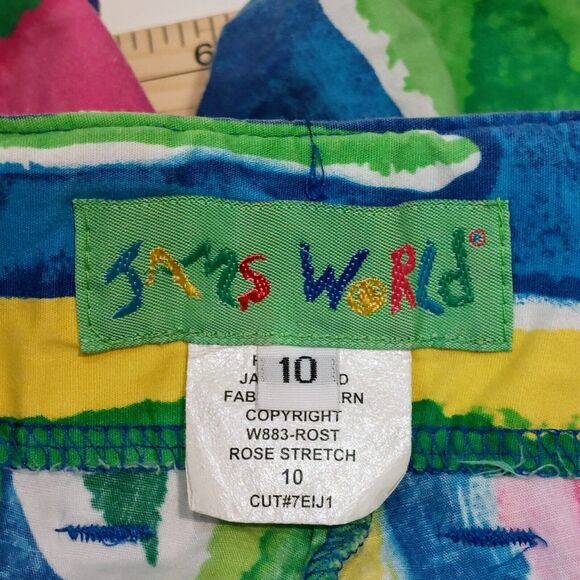 6
JAMS WORLD®
10
COPYRIGHT
W883-ROST
ROSE STRETCH
10
CUT#7EIJ1